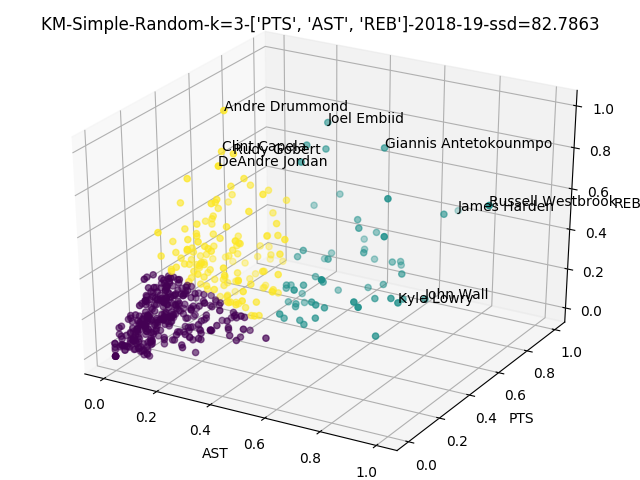 KM-Simple-Random-k=3-['PTS', 'AST', 'REB']-2018-19-ssd=82.7863
Andre Drummond
Joel Embiid
Clint Capela
Rudy Gobert
Giannis Antetokounmpo
DeAndre Jordan
Russell Westbrook
James Harden
REB
John Wall
Kyle Lowry
1.0
0.8
0.6
0.4
0.2
0.0
0.0
0.2
0.4
0.6
0.8
1.0
AST
0.0
0.2
0.4
0.6
0.8
1.0
PTS